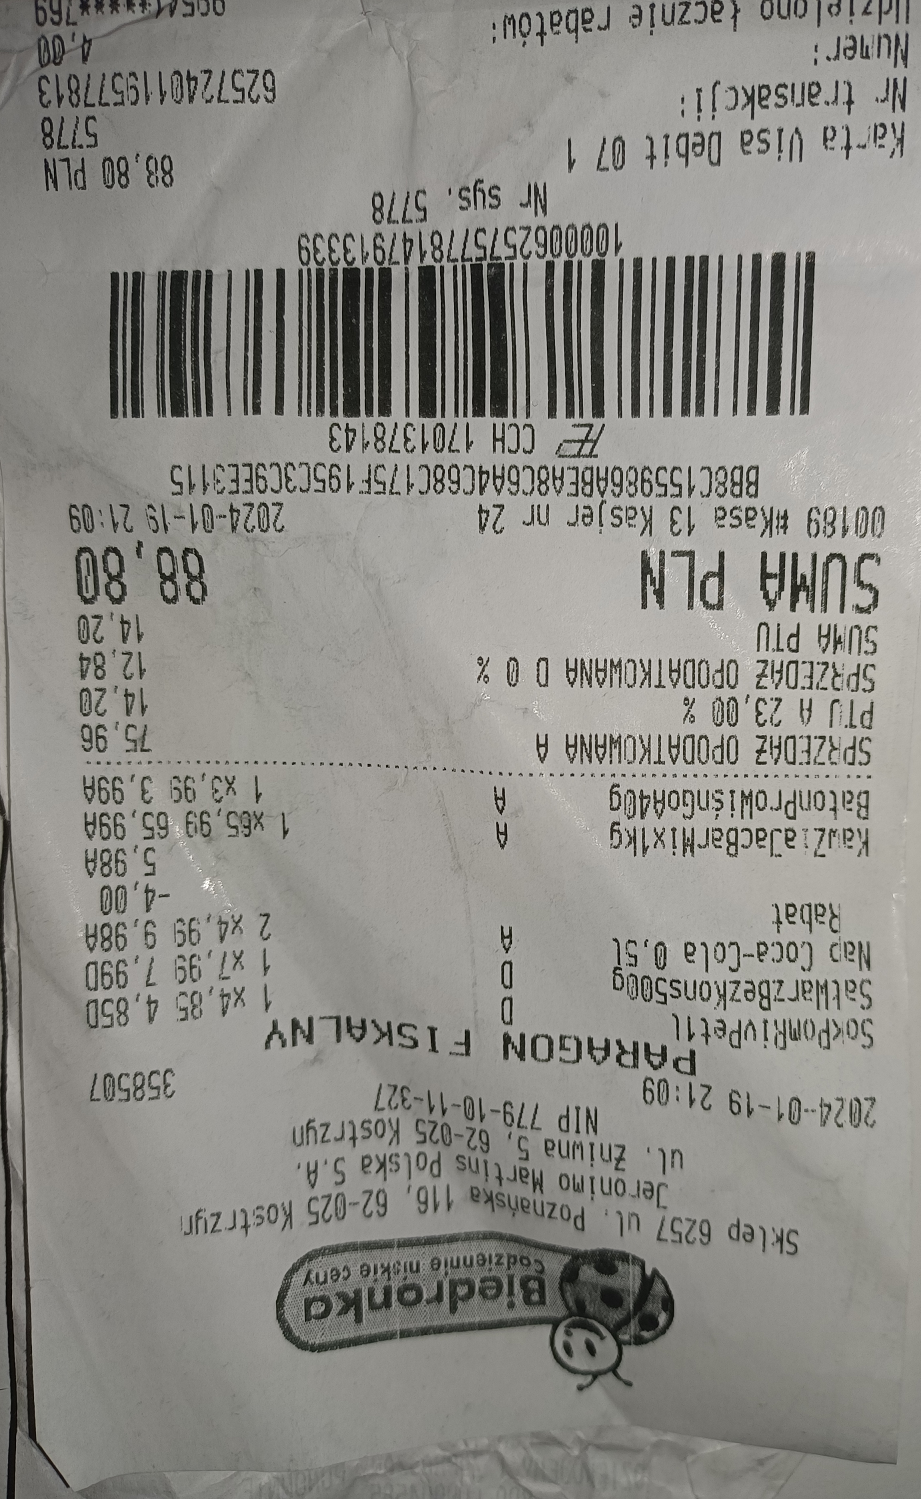 Biedronka
Codziennie niskie ceny
Sklep 6257 ul. Poznańska 116, 62-025 Kostrzyn
Jeronimo Martins Polska S.A.
ul. Żniwna 5, 62-025 Kostrzyn
NIP 779-10-11-327
2024-01-19 21:09 358507
PARAGON FISKALNY
SokPomRivPet1l D 1 x4,85 4,85D
SatWarzBezKons500g D 1 x7,99 7,99D
Nap Coca-Cola 0,5l A 2 x4,99 9,98A
Rabat -4,00
5,98A
KawZiaJacBarMix1kg A 1 x65,99 65,99A
BatonProWiśnGoA40g A 1 x3,99 3,99A
SPRZEDAŻ OPODATKOWANA A 75,96
PTU A 23,00 % 14,20
SPRZEDAŻ OPODATKOWANA D 0 % 12,84
SUMA PTU 14,20
SUMA PLN 88,80
00189 #Kasa 13 Kasjer nr 24 2024-01-19 21:09
BB8C155986ABEA8C6A4C68C175F195C3C9EE3115
CCH 1701378143
1000062575778147913339
Nr sys. 5778
Karta Visa Debit 07 1 88,80 PLN
Nr transakcji: 5778
Numer: 6257240119577813
Udzielono łącznie rabatów: 4,00